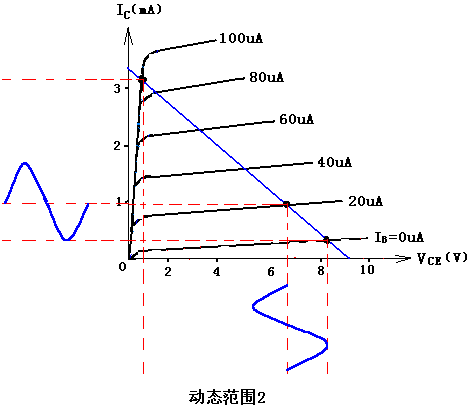 I_C(mA)
100uA
80uA
3
60uA
2
40uA
20uA
1
I_B=0uA
0
2
4
6
8
10
V_CE(V)
动态范围2